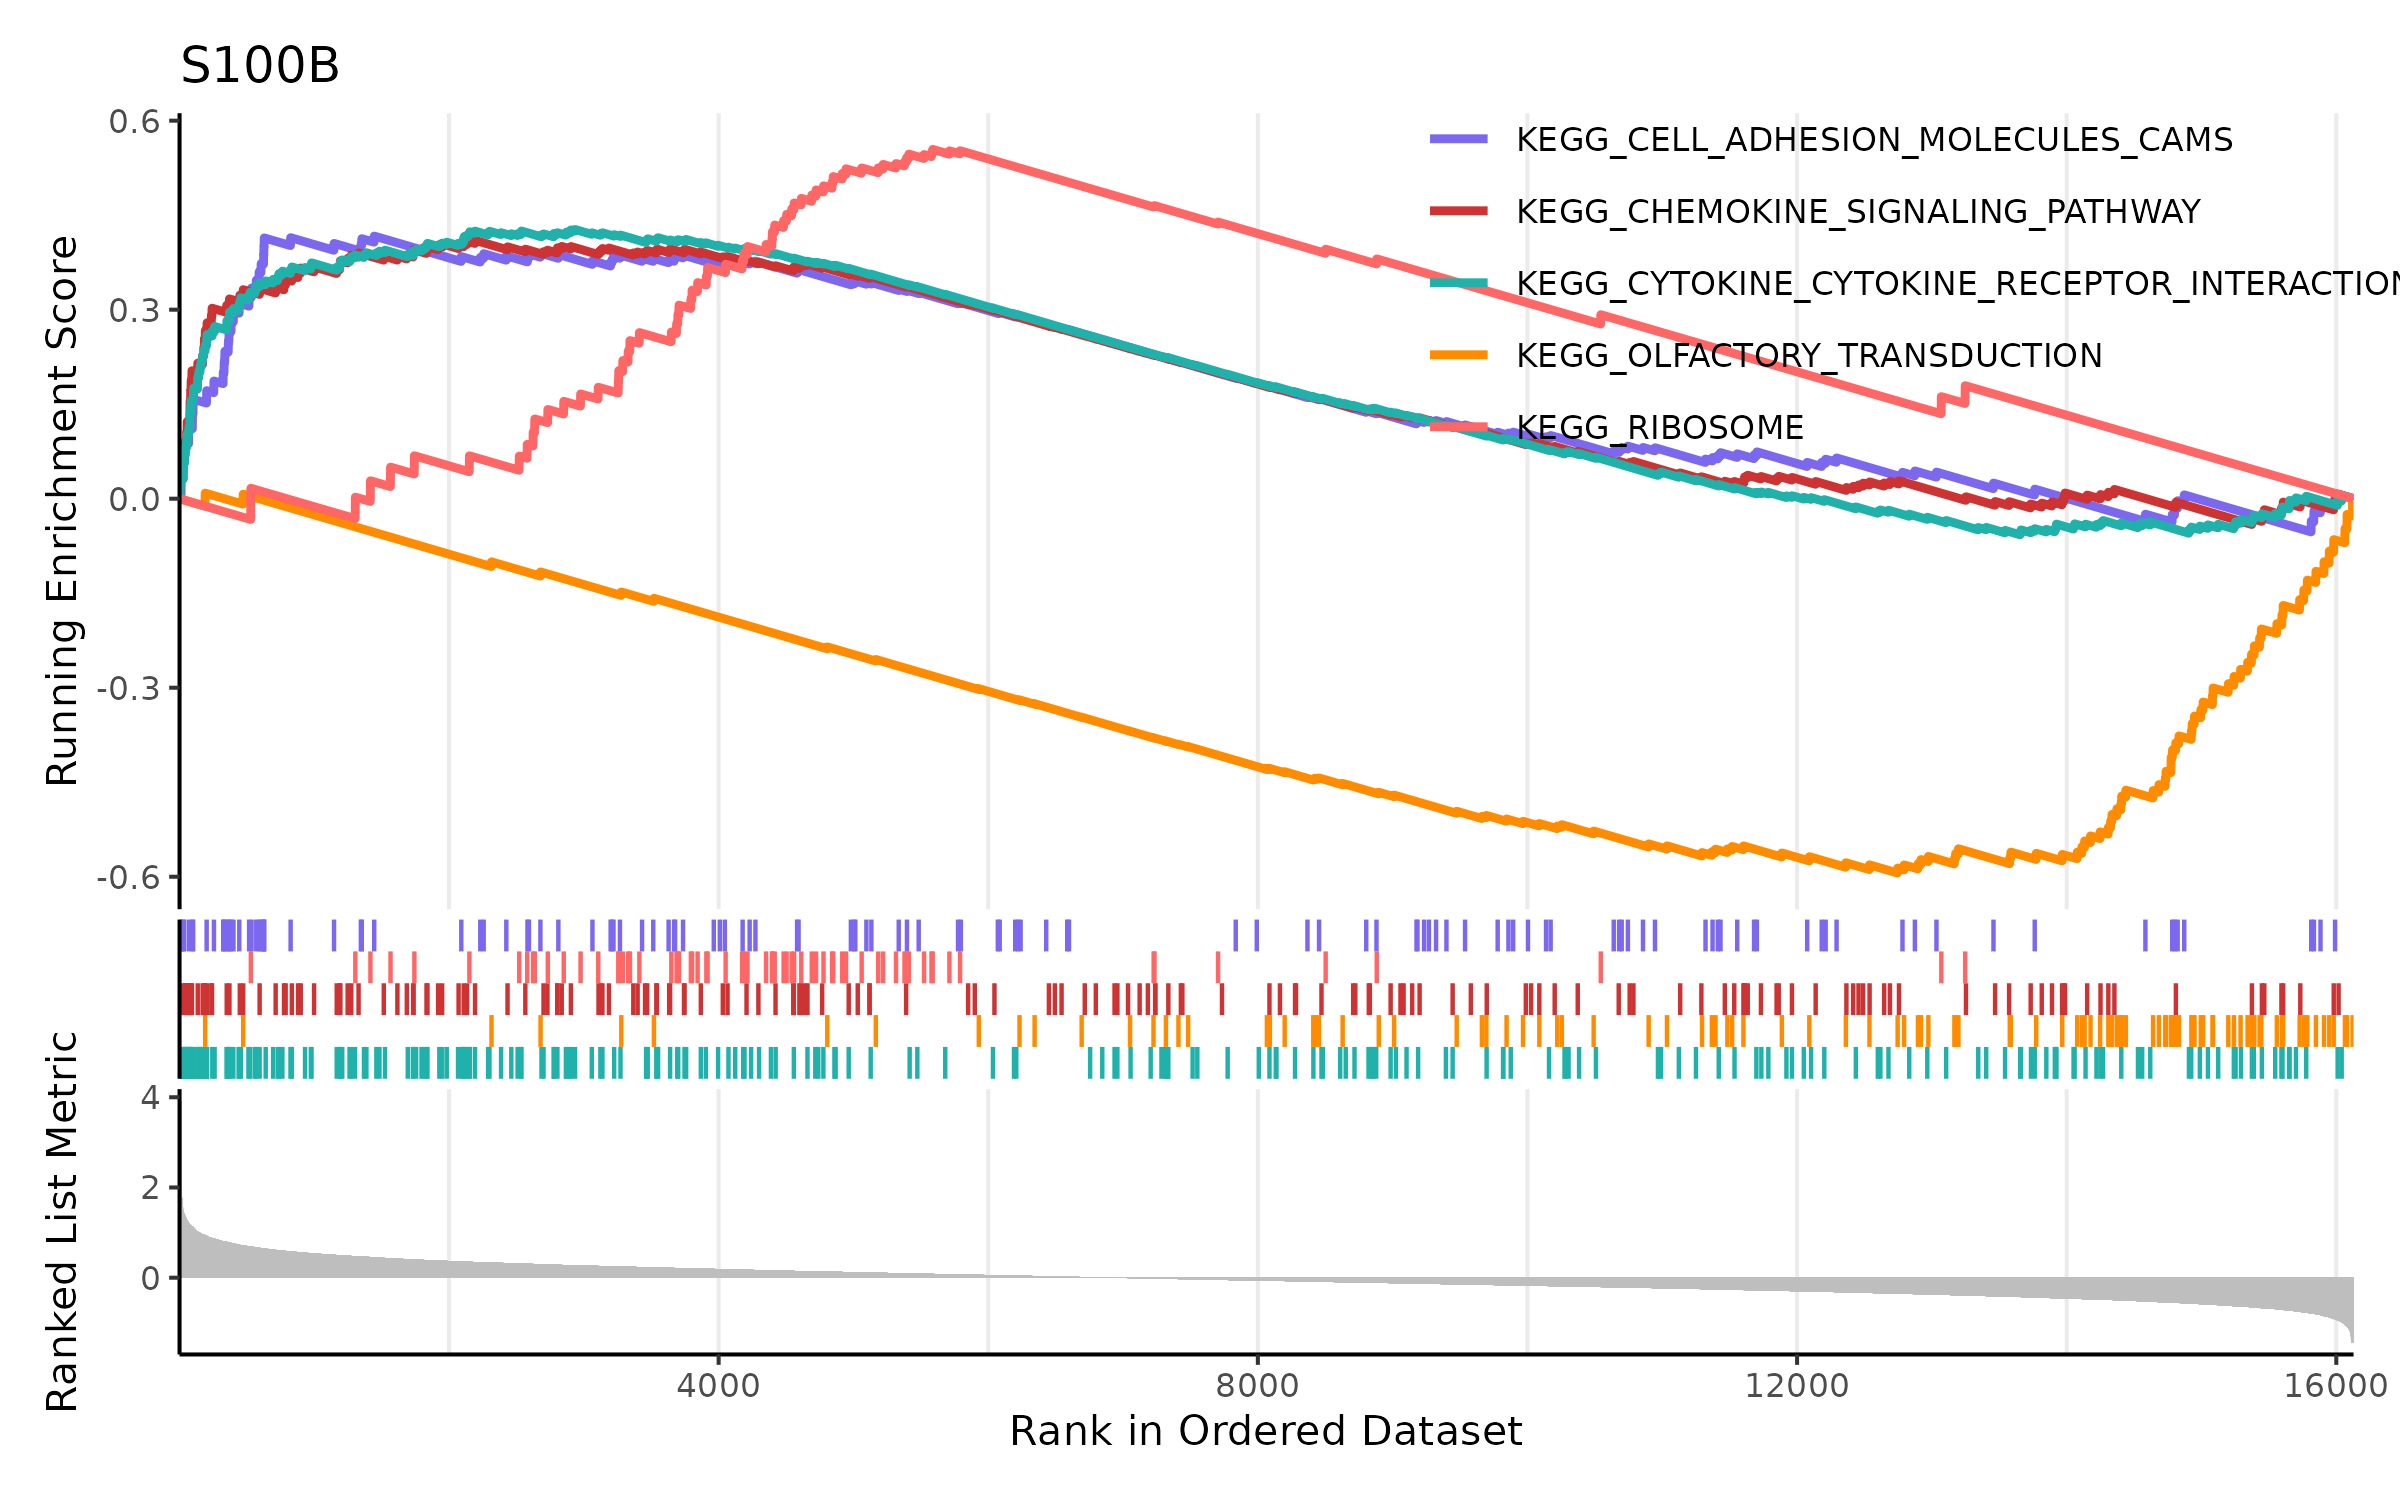 S100B
Running Enrichment Score
0.6
0.3
0.0
-0.3
-0.6
KEGG_CELL_ADHESION_MOLECULES_CAMS
KEGG_CHEMOKINE_SIGNALING_PATHWAY
KEGG_CYTOKINE_CYTOKINE_RECEPTOR_INTERACTION
KEGG_OLFACTORY_TRANSDUCTION
KEGG_RIBOSOME
Ranked List Metric
4
2
0
4000 8000 12000 16000
Rank in Ordered Dataset